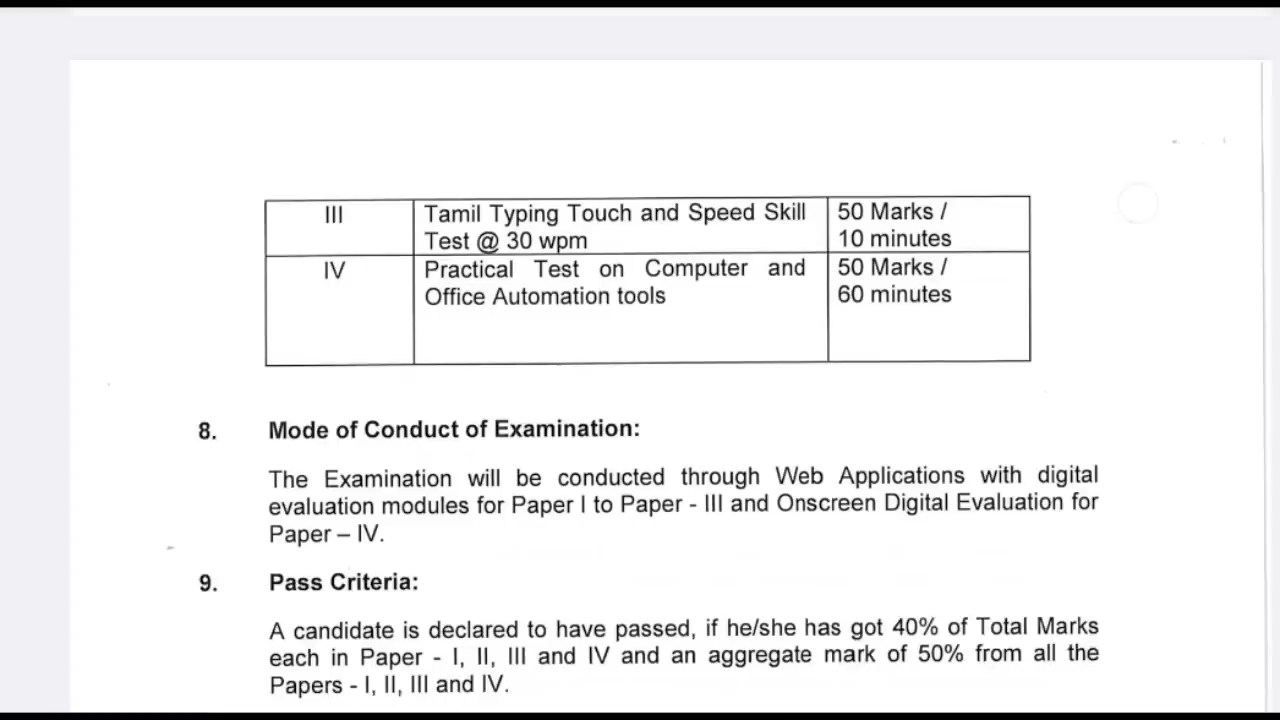 III Tamil Typing Touch and Speed Skill 50 Marks /
Test @ 30 wpm 10 minutes
IV Practical Test on Computer and 50 Marks /
Office Automation tools 60 minutes
8. Mode of Conduct of Examination:
The Examination will be conducted through Web Applications with digital
evaluation modules for Paper I to Paper - III and Onscreen Digital Evaluation for
Paper – IV.
9. Pass Criteria:
A candidate is declared to have passed, if he/she has got 40% of Total Marks
each in Paper - I, II, III and IV and an aggregate mark of 50% from all the
Papers - I, II, III and IV.